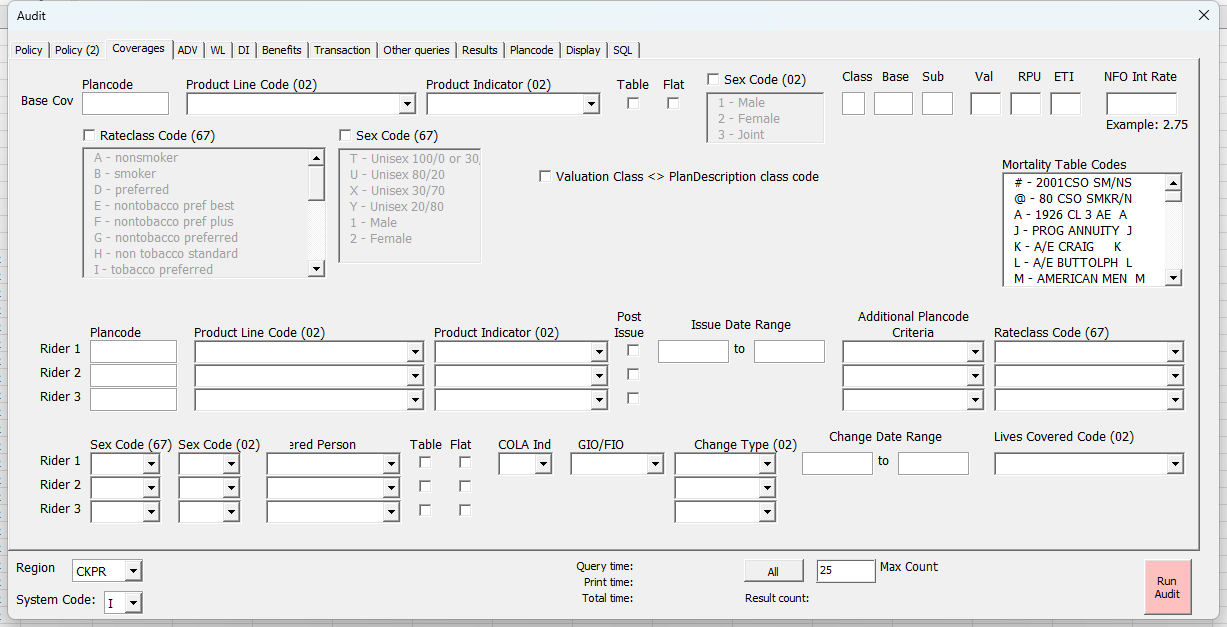 Audit
Policy Policy (2) Coverages ADV WL DI Benefits Transaction Other queries Results Plancode Display SQL
Plancode Product Line Code (02) Product Indicator (02) Table Flat Sex Code (02) Class Base Sub Val RPU ETI NFO Int Rate
Base Cov
1 - Male
2 - Female
3 - Joint
Example: 2.75
Rateclass Code (67) Sex Code (67)
A - nonsmoker
B - smoker
D - preferred
E - nontobacco pref best
F - nontobacco pref plus
G - nontobacco preferred
H - non tobacco standard
I - tobacco preferred
T - Unisex 100/0 or 30,
U - Unisex 80/20
X - Unisex 30/70
Y - Unisex 20/80
1 - Male
2 - Female
Valuation Class <> PlanDescription class code
Mortality Table Codes
# - 2001CSO SM/NS
@ - 80 CSO SMKR/N
A - 1926 CL 3 AE A
J - PROG ANNUITY J
K - A/E CRAIG K
L - A/E BUTTOLPH L
M - AMERICAN MEN M
Plancode Product Line Code (02) Product Indicator (02) Post Issue Issue Date Range Additional Plancode Criteria Rateclass Code (67)
Rider 1 to
Rider 2
Rider 3
Sex Code (67) Sex Code (02) ered Person Table Flat COLA Ind GIO/FIO Change Type (02) Change Date Range Lives Covered Code (02)
Rider 1 to
Rider 2
Rider 3
Region CKPR
System Code: I
Query time:
Print time:
Total time:
All 25 Max Count
Result count:
Run
Audit